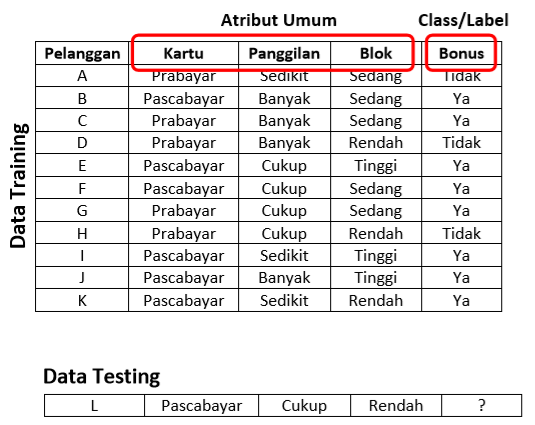 Atribut Umum Class/Label
Pelanggan Kartu Panggilan Blok Bonus
A Prabayar Sedikit Sedang Tidak
B Pascabayar Banyak Sedang Ya
C Prabayar Banyak Sedang Ya
D Prabayar Banyak Rendah Tidak
E Pascabayar Cukup Tinggi Ya
F Pascabayar Cukup Sedang Ya
G Prabayar Cukup Sedang Ya
H Prabayar Cukup Rendah Tidak
I Pascabayar Sedikit Tinggi Ya
J Pascabayar Banyak Tinggi Ya
K Pascabayar Sedikit Rendah Ya
Data Training
Data Testing
L Pascabayar Cukup Rendah ?